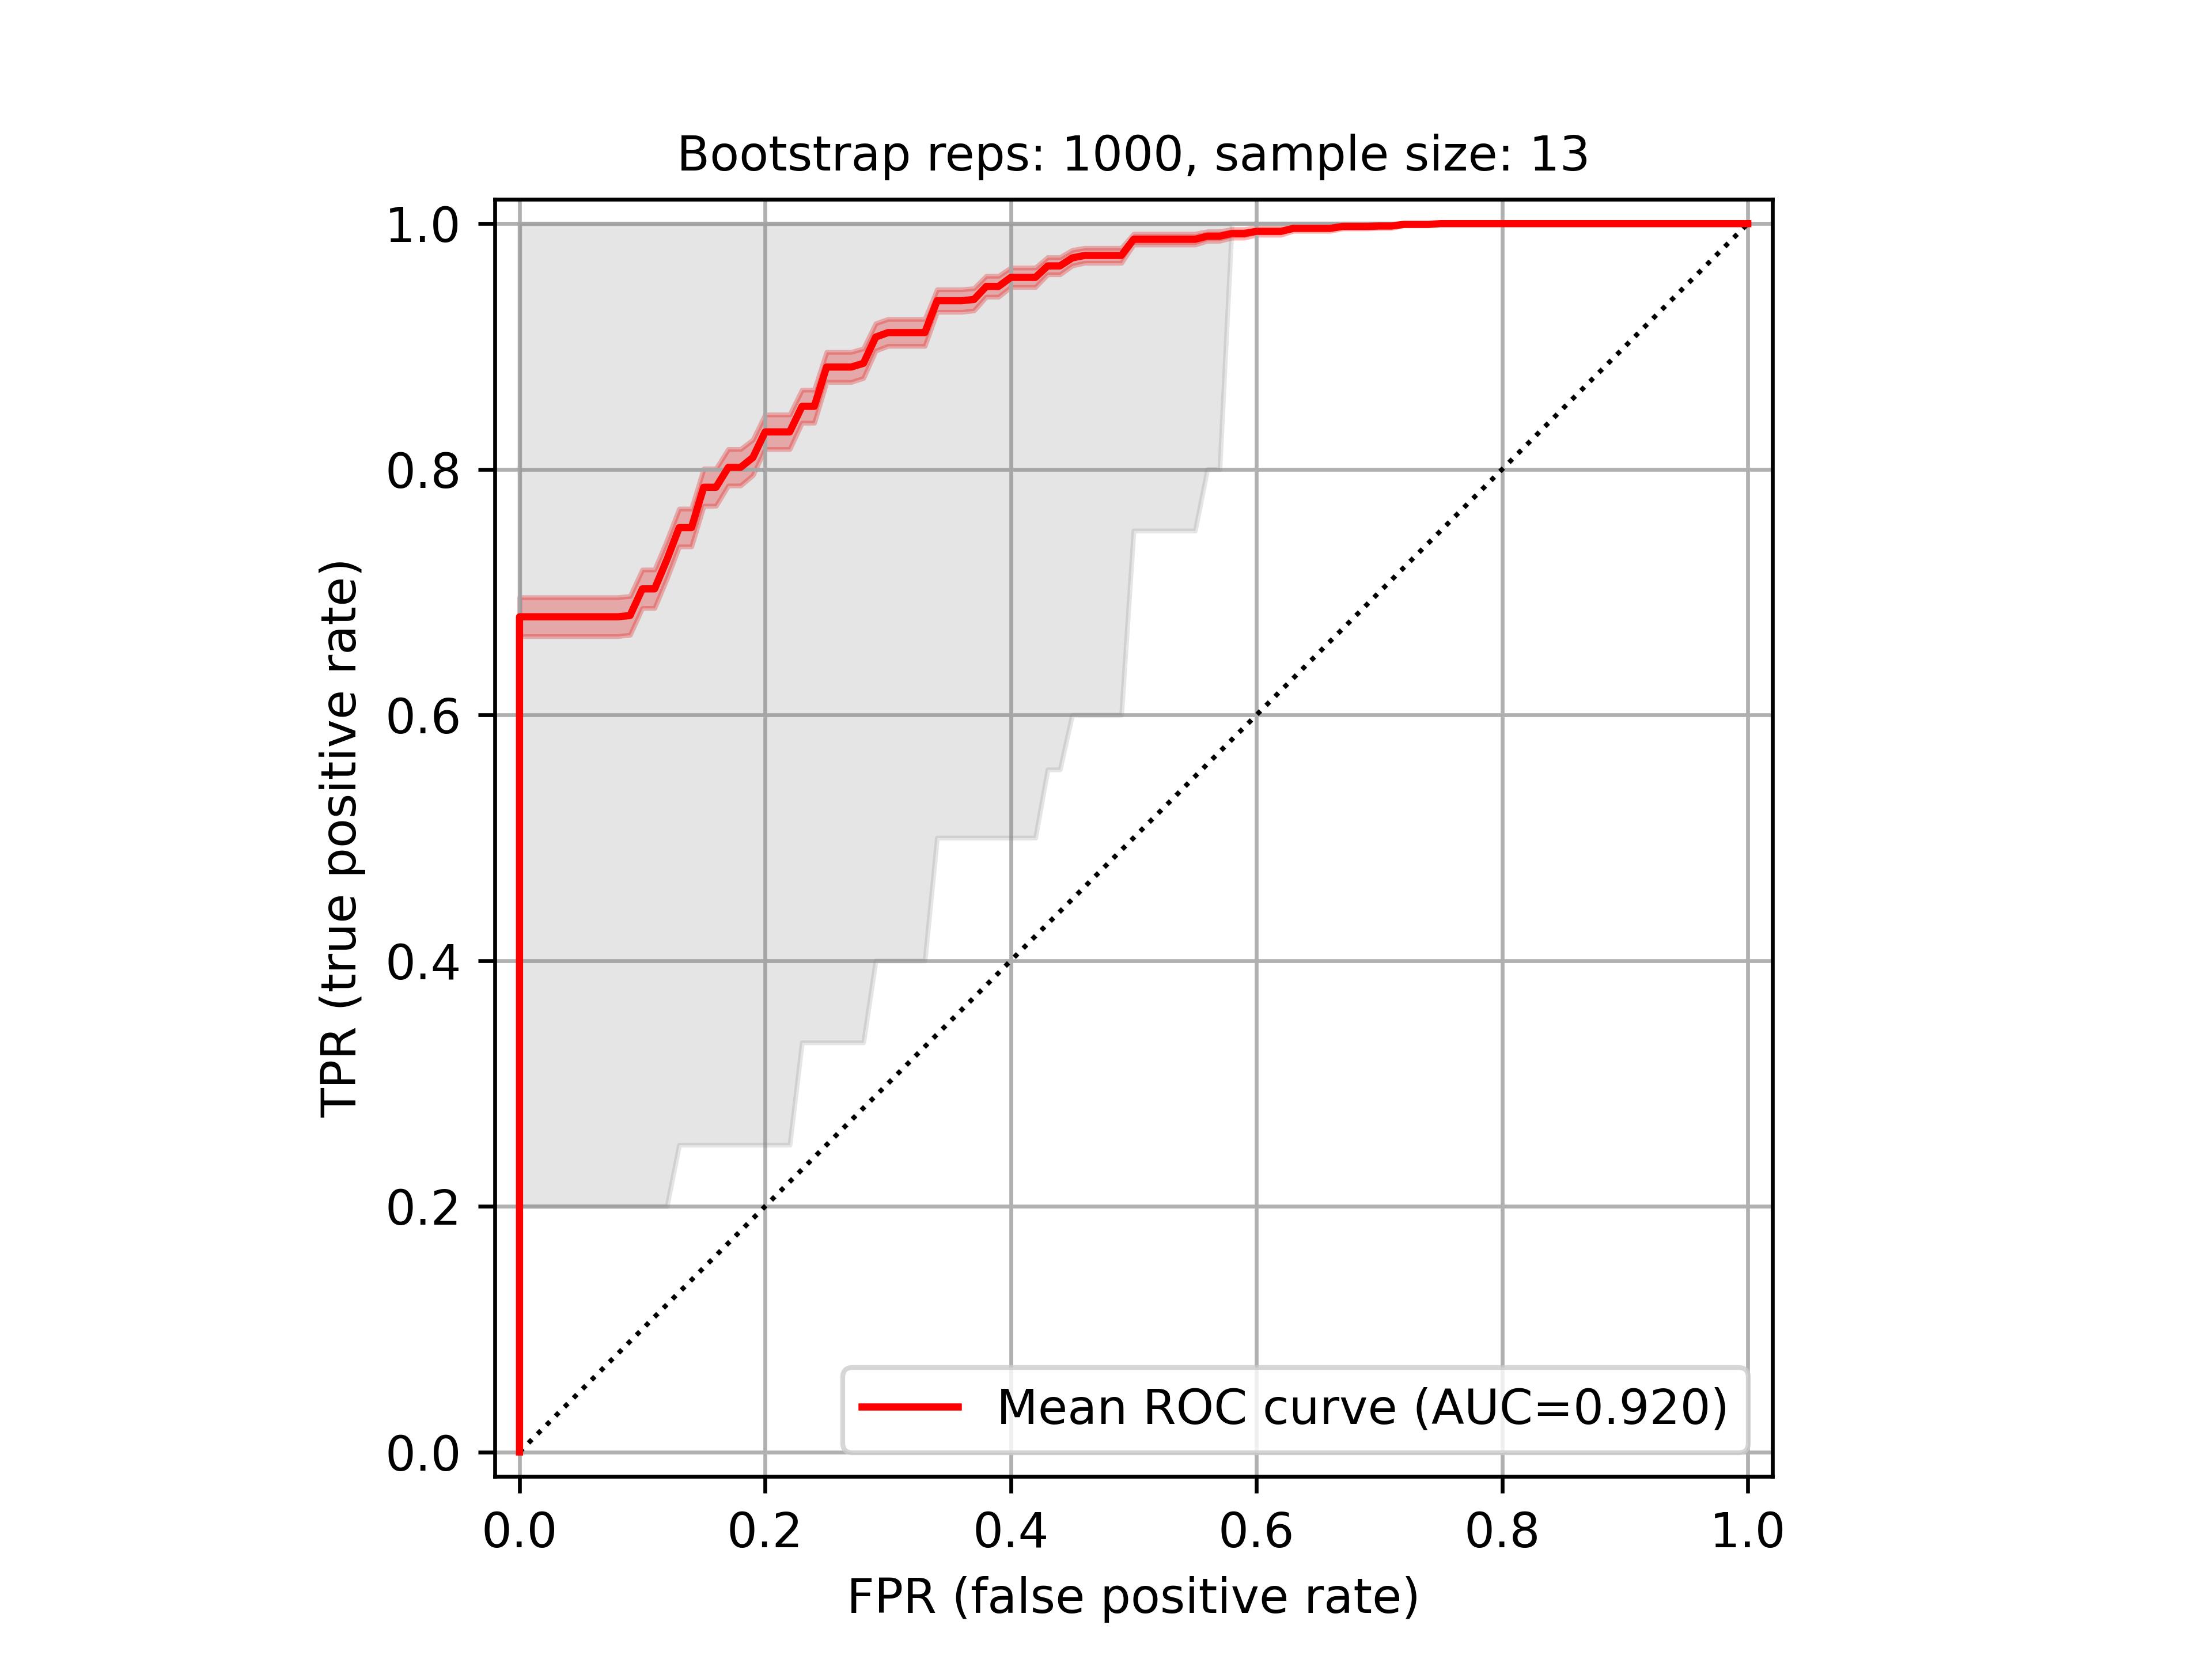 Bootstrap reps: 1000, sample size: 13
1.0
0.8
0.6
0.4
0.2
0.0
TPR (true positive rate)
Mean ROC curve (AUC=0.920)
0.0 0.2 0.4 0.6 0.8 1.0
FPR (false positive rate)